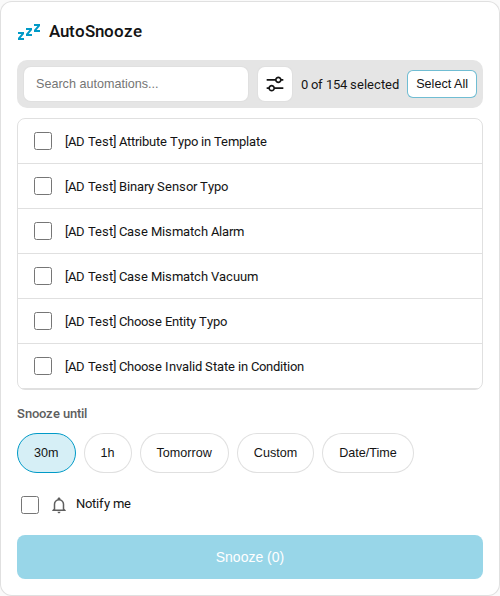 zzz AutoSnooze
Search automations... 0 of 154 selected Select All
[AD Test] Attribute Typo in Template
[AD Test] Binary Sensor Typo
[AD Test] Case Mismatch Alarm
[AD Test] Case Mismatch Vacuum
[AD Test] Choose Entity Typo
[AD Test] Choose Invalid State in Condition
Snooze until
30m 1h Tomorrow Custom Date/Time
Notify me
Snooze (0)